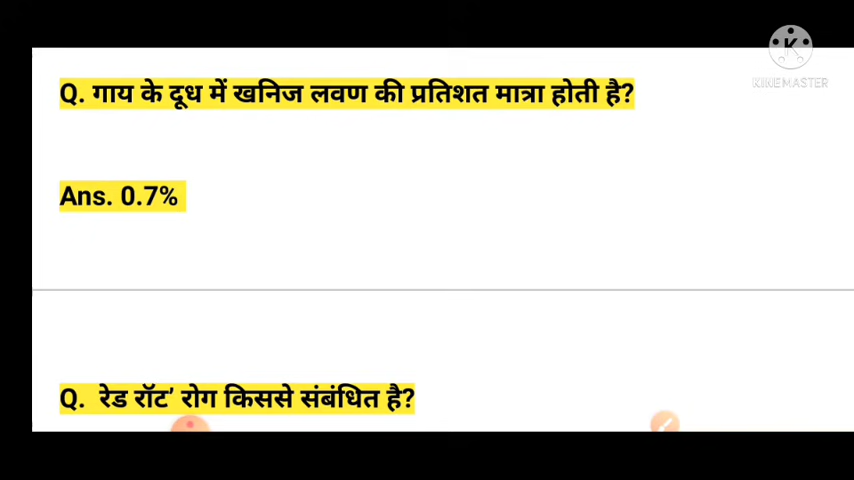 KINEMASTER
Q. गाय के दूध में खनिज लवण की प्रतिशत मात्रा होती है?
Ans. 0.7%
Q. रेड रॉट’ रोग किससे संबंधित है?